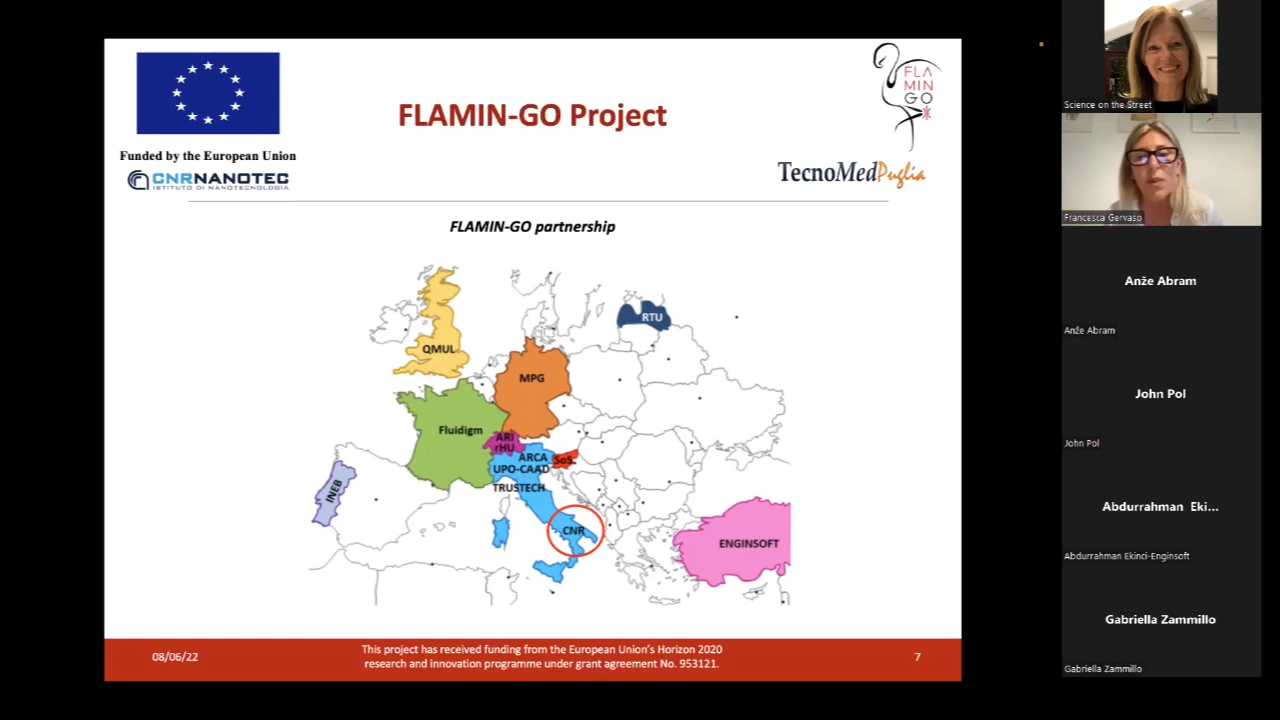 Funded by the European Union
CNRNANOTEC
ISTITUTO DI NANOTECNOLOGIA
FLAMIN-GO Project
FLA
MIN
GO
TecnoMedPuglia
FLAMIN-GO partnership
RTU
QMUL
MPG
Fluidigm
ARI
rHU
ARCA
SoS
UPO-CAAD
TRUSTECH
INEB
CNR
ENGINSOFT
08/06/22
This project has received funding from the European Union's Horizon 2020
research and innovation programme under grant agreement No. 953121.
7
Science on the Street
Francesca Gervaso
Anže Abram
Anže Abram
John Pol
John Pol
Abdurrahman Eki...
Abdurrahman Ekinci-Enginsoft
Gabriella Zammillo
Gabriella Zammillo